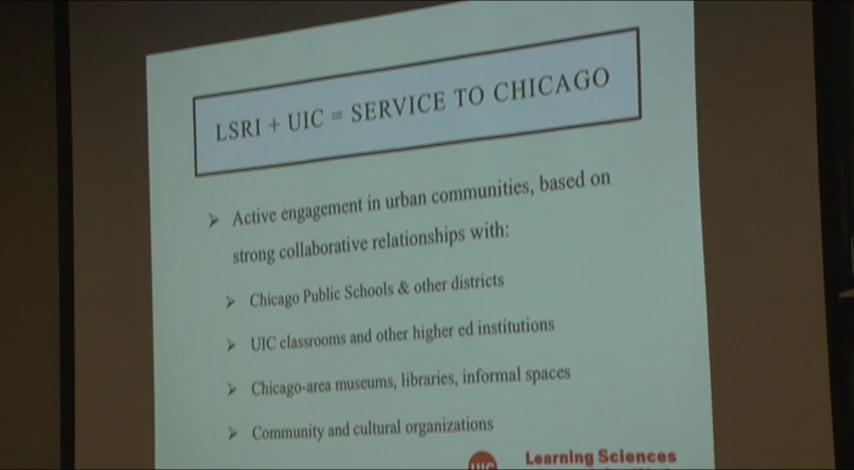 LSRI + UIC = SERVICE TO CHICAGO
➢ Active engagement in urban communities, based on
strong collaborative relationships with:
➢ Chicago Public Schools & other districts
➢ UIC classrooms and other higher ed institutions
➢ Chicago-area museums, libraries, informal spaces
➢ Community and cultural organizations
UIC
Learning Sciences